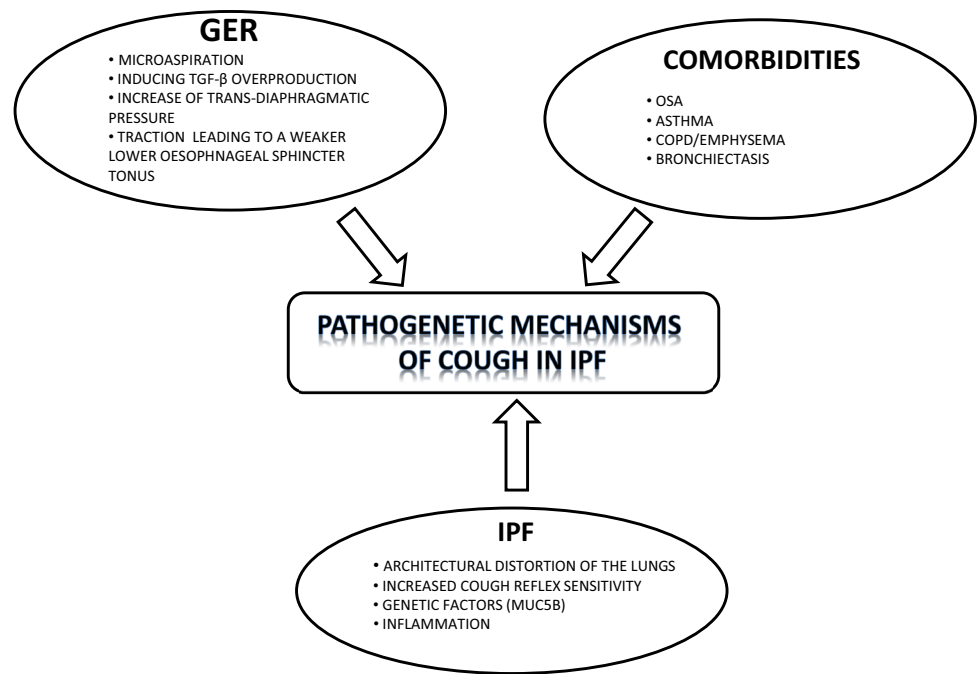 GER
• MICROASPIRATION
• INDUCING TGF-β OVERPRODUCTION
• INCREASE OF TRANS-DIAPHRAGMATIC
PRESSURE
• TRACTION LEADING TO A WEAKER
LOWER OESOPHNAGEAL SPHINCTER
TONUS
COMORBIDITIES
• OSA
• ASTHMA
• COPD/EMPHYSEMA
• BRONCHIECTASIS
PATHOGENETIC MECHANISMS
OF COUGH IN IPF
IPF
• ARCHITECTURAL DISTORTION OF THE LUNGS
• INCREASED COUGH REFLEX SENSITIVITY
• GENETIC FACTORS (MUC5B)
• INFLAMMATION